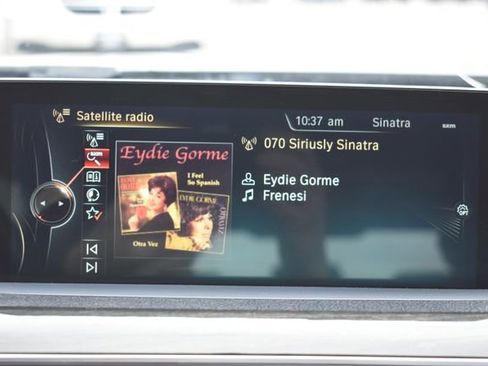 Satellite radio
10:37 am
Sinatra
sxm
Eydie Gorme
I Feel
So Spanish
EYDIE GORME
Otra Vez
070 Siriusly Sinatra
Eydie Gorme
Frenesi